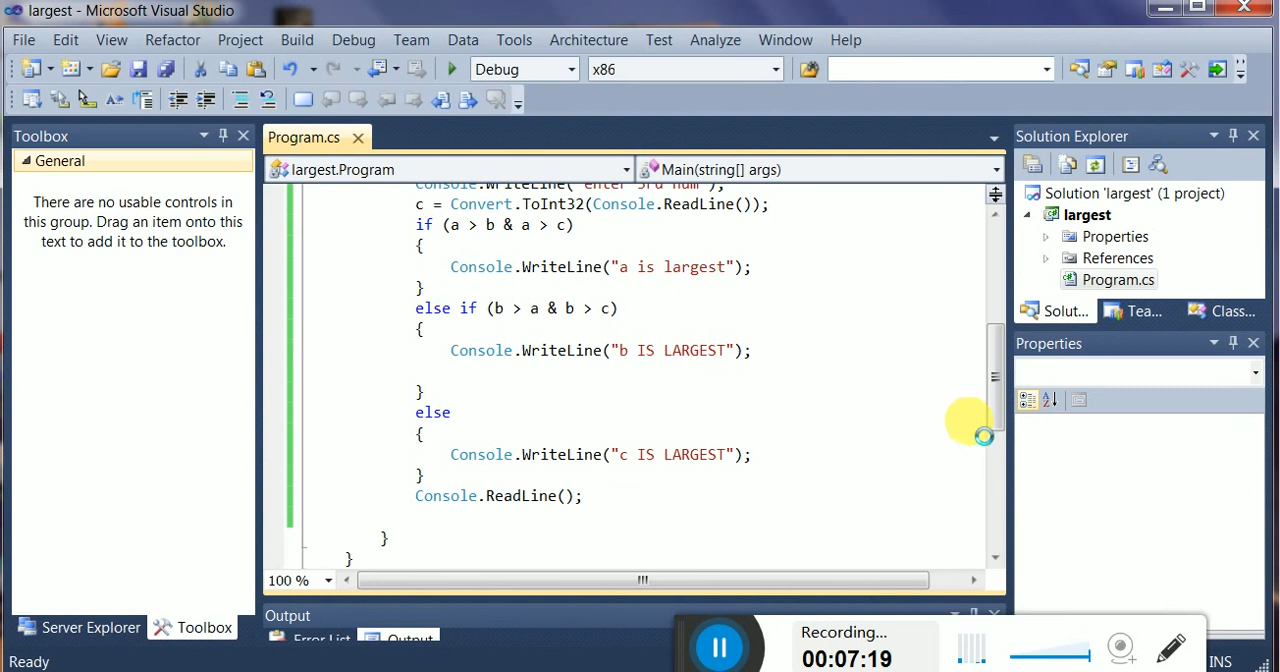 largest - Microsoft Visual Studio
File Edit View Refactor Project Build Debug Team Data Tools Architecture Test Analyze Window Help
Debug x86
Toolbox
General
There are no usable controls in
this group. Drag an item onto this
text to add it to the toolbox.
Server Explorer Toolbox
Program.cs
largest.Program Main(string[] args)
Console.WriteLine("enter 3rd num");
c = Convert.ToInt32(Console.ReadLine());
if (a > b & a > c)
{
Console.WriteLine("a is largest");
}
else if (b > a & b > c)
{
Console.WriteLine("b IS LARGEST");
}
else
{
Console.WriteLine("c IS LARGEST");
}
Console.ReadLine();
}
}
100 %
Output
Error List Output
Solution Explorer
Solution 'largest' (1 project)
largest
Properties
References
Program.cs
Solut... Tea... Class...
Properties
Recording...
00:07:19
Ready INS